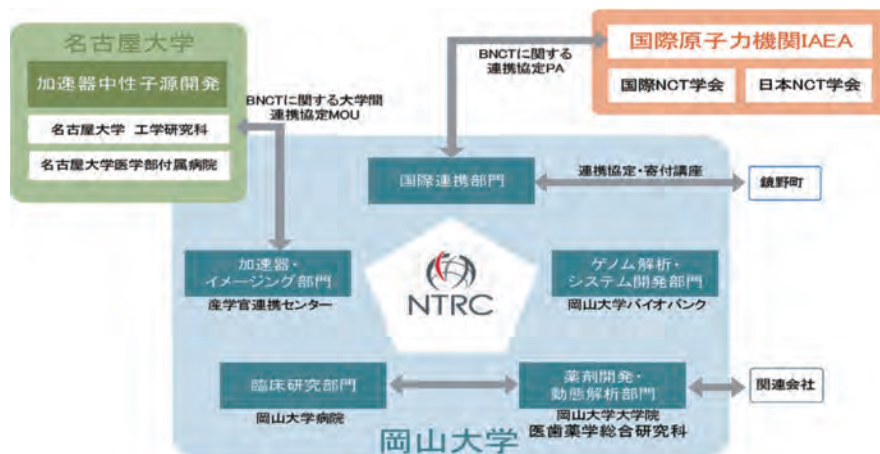 名古屋大学
加速器中性子源開発
名古屋大学 工学研究科
名古屋大学医学部付属病院
BNCTに関する大学間
連携協定MOU
BNCTに関する
連携協定PA
国際原子力機関IAEA
国際NCT学会
日本NCT学会
国際連携部門
連携協定・寄付講座
鏡野町
加速器・
イメージング部門
産学官連携センター
NTRC
ゲノム解析・
システム開発部門
岡山大学バイオバンク
臨床研究部門
岡山大学病院
薬剤開発・
動態解析部門
岡山大学大学院
医歯薬学総合研究科
関連会社
岡山大学